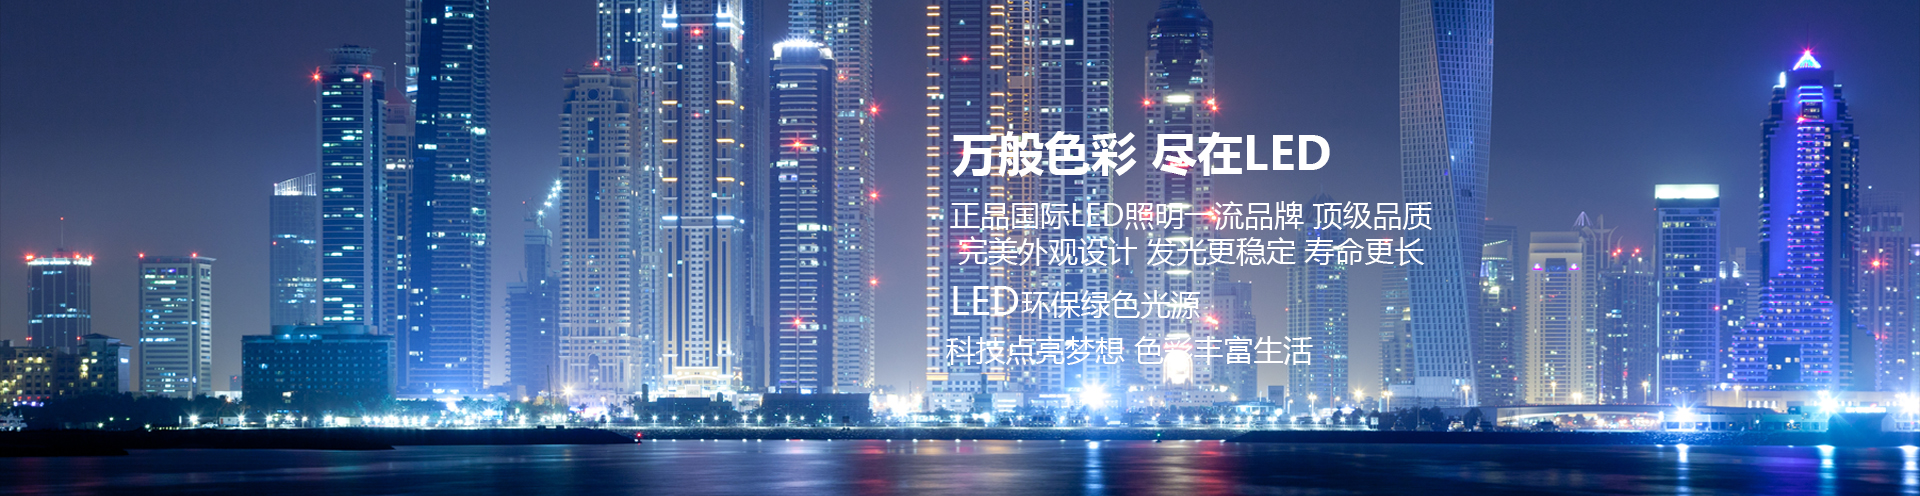 万般色彩 尽在LED
正品国际LED照明一流品牌 顶级品质
完美外观设计 发光更稳定 寿命更长
LED环保绿色光源
科技点亮梦想 色彩丰富生活